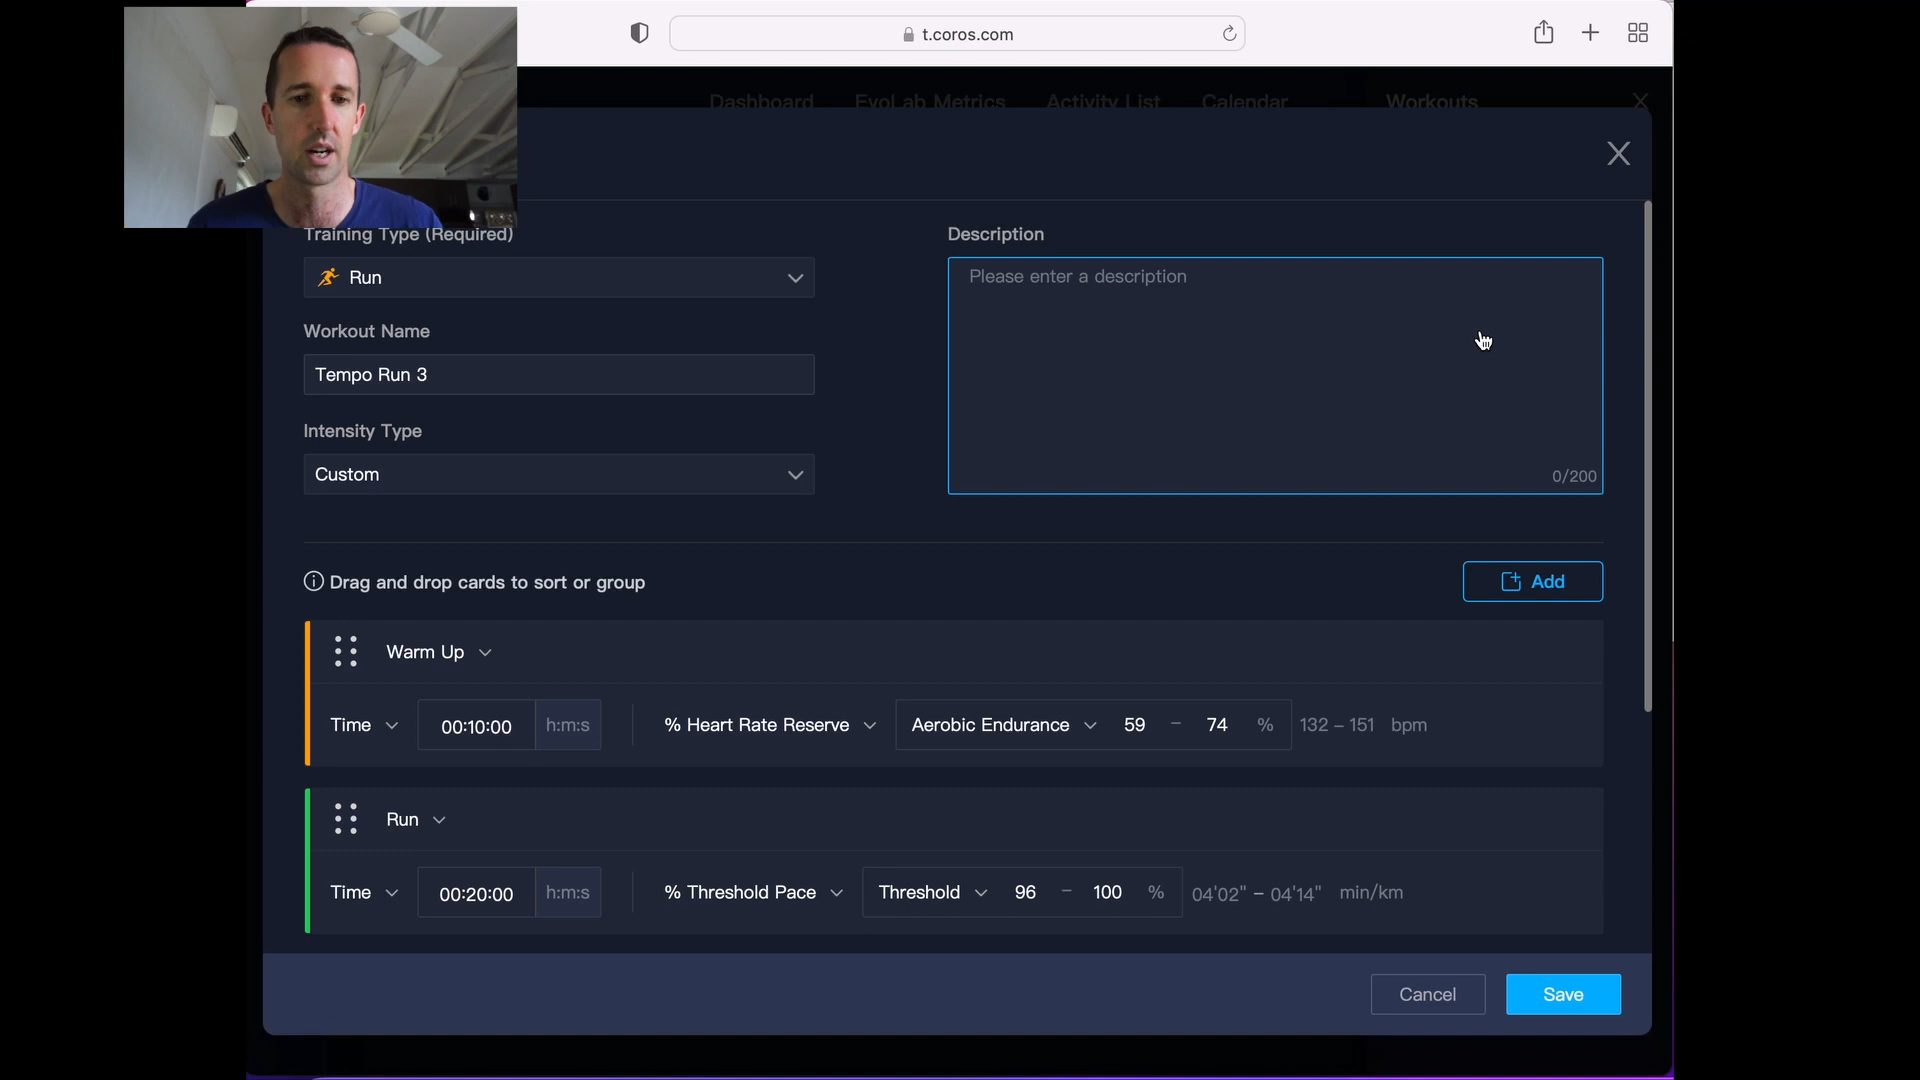 t.coros.com
Dashboard EvoLab Metrics Activity List Calendar Workouts
Training Type (Required)
Run
Workout Name
Tempo Run 3
Intensity Type
Custom
Description
Please enter a description
0/200
Drag and drop cards to sort or group
Add
Warm Up
Time 00:10:00 h:m:s % Heart Rate Reserve Aerobic Endurance 59 – 74 % 132 – 151 bpm
Run
Time 00:20:00 h:m:s % Threshold Pace Threshold 96 – 100 % 04'02" – 04'14" min/km
Cancel Save